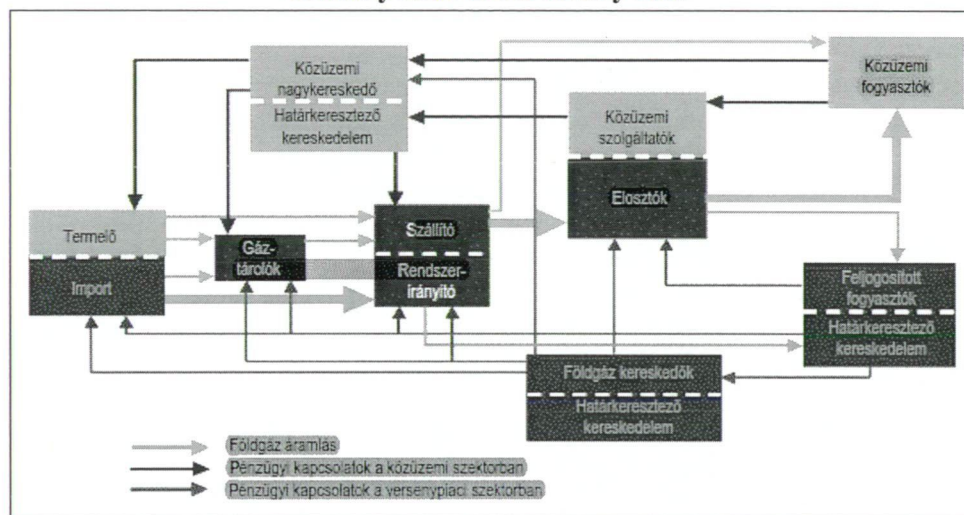 Közüzemi
nagykereskedő
Határkeresztező
kereskedelem
Közüzemi
fogyasztók
Közüzemi
szolgáltatók
Elosztók
Termelő
Import
Gáz-
tárolók
Szállító
Rendszer-
irányító
Feljogosított
fogyasztók
Határkeresztező
kereskedelem
Földgáz kereskedők
Határkeresztező
kereskedelem
Földgáz áramlás
Pénzügyi kapcsolatok a közüzemi szektorban
Pénzügyi kapcsolatok a versenypiaci szektorban